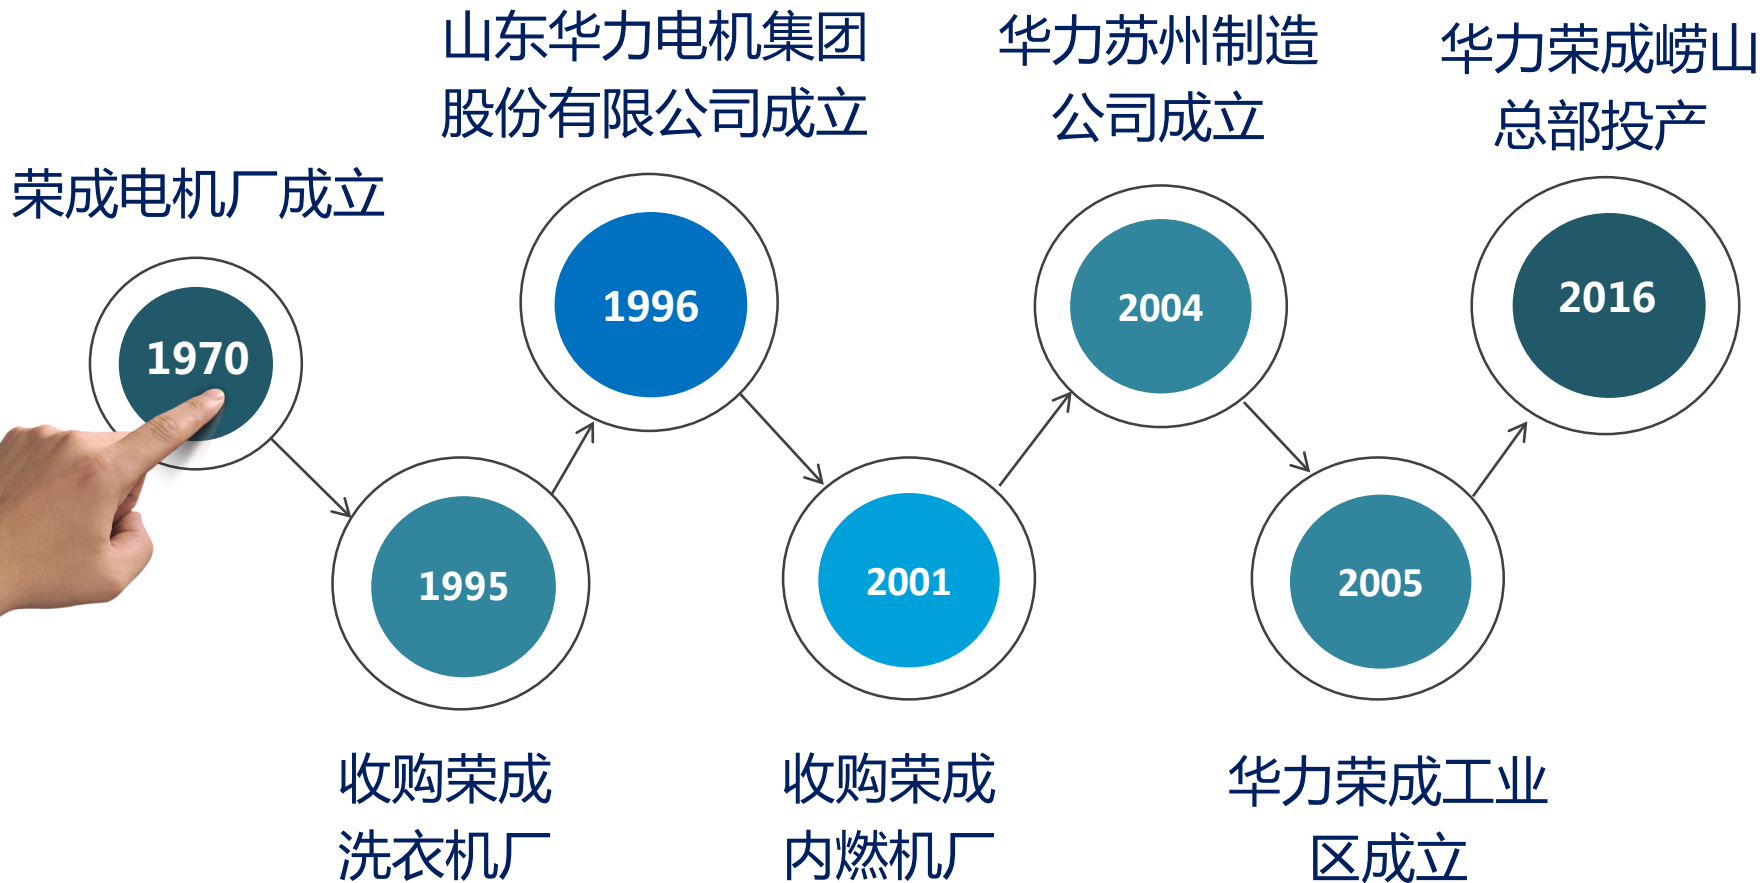 荣成电机厂成立
1970
1995
收购荣成
洗衣机厂
山东华力电机集团
股份有限公司成立
1996
2001
收购荣成
内燃机厂
华力苏州制造
公司成立
2004
2005
华力荣成工业
区成立
华力荣成崂山
总部投产
2016